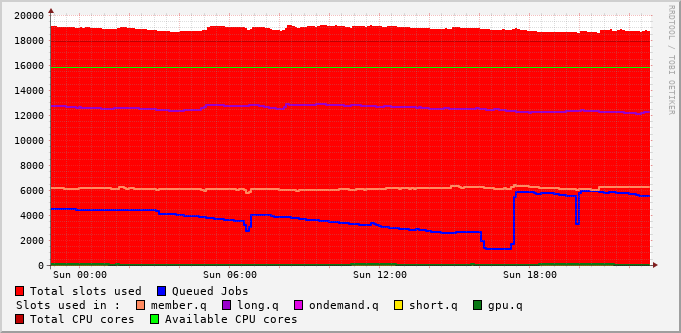 20000
18000
16000
14000
12000
10000
8000
6000
4000
2000
0
Sun 00:00 Sun 06:00 Sun 12:00 Sun 18:00
RRDTOOL / TOBI OETIKER
Total slots used Queued Jobs
Slots used in : member.q long.q ondemand.q short.q gpu.q
Total CPU cores Available CPU cores